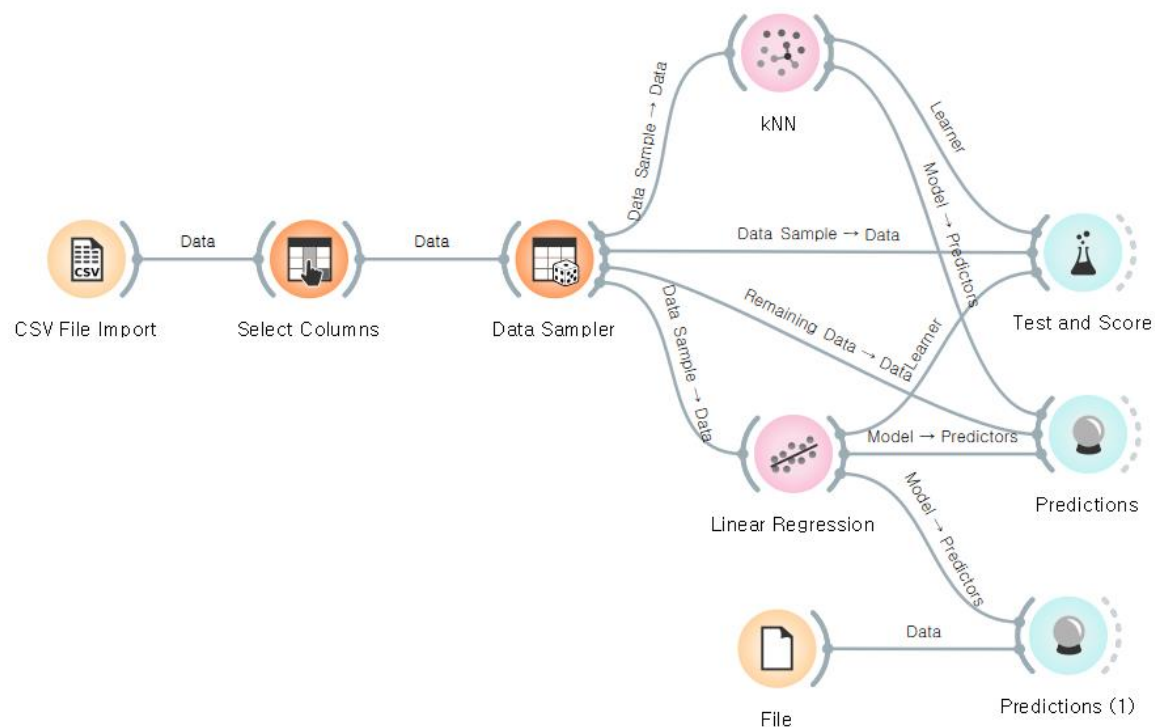 kNN
Data Sample → Data
Learner
Model → Predictors
CSV
Data
Data
Data Sample → Data
CSV File Import
Select Columns
Data Sampler
Test and Score
Data Sample → Data
Remaining Data → Data
Learner
Model → Predictors
Linear Regression
Predictions
Model → Predictors
Data
File
Predictions (1)